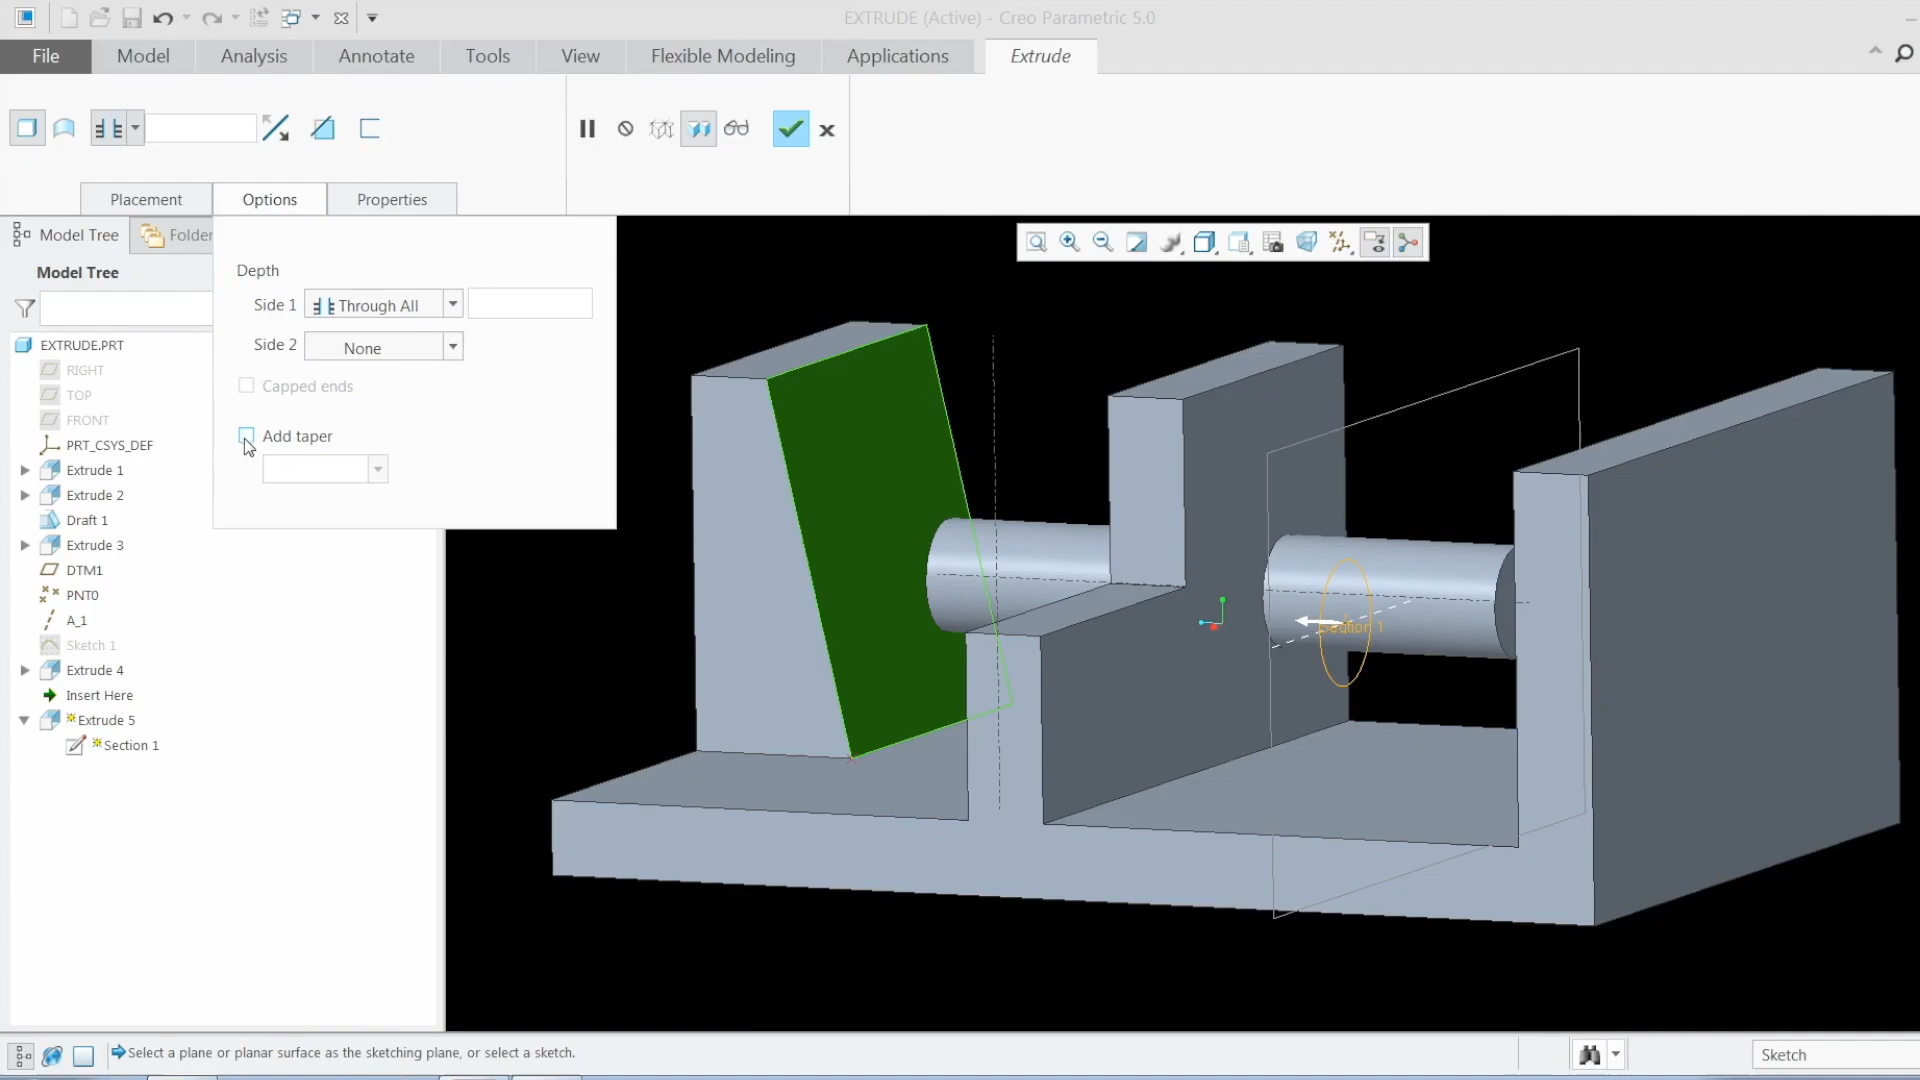 EXTRUDE (Active) - Creo Parametric 5.0
File Model Analysis Annotate Tools View Flexible Modeling Applications Extrude
Placement Options Properties
Model Tree Folder
Model Tree
Depth
Side 1 Through All
Side 2 None
Capped ends
Add taper
EXTRUDE.PRT
RIGHT
TOP
FRONT
PRT_CSYS_DEF
Extrude 1
Extrude 2
Draft 1
Extrude 3
DTM1
PNT0
A_1
Sketch 1
Extrude 4
Insert Here
Extrude 5
Section 1
Section 1
Select a plane or planar surface as the sketching plane, or select a sketch.
Sketch